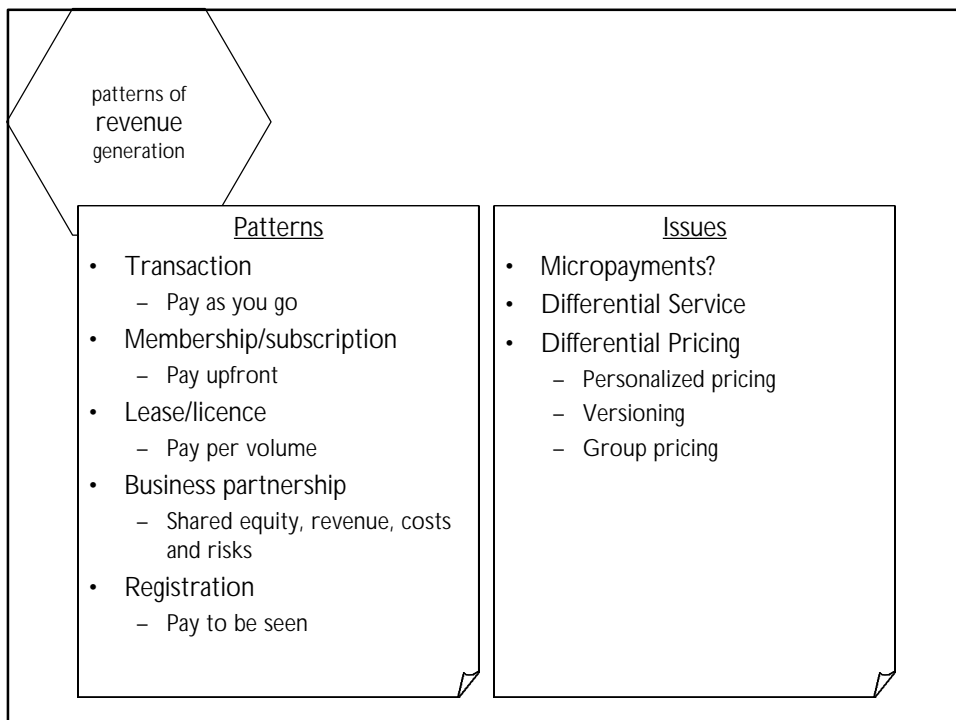 patterns of
revenue
generation
Patterns
• Transaction
– Pay as you go
• Membership/subscription
– Pay upfront
• Lease/licence
– Pay per volume
• Business partnership
– Shared equity, revenue, costs
and risks
• Registration
– Pay to be seen
Issues
• Micropayments?
• Differential Service
• Differential Pricing
– Personalized pricing
– Versioning
– Group pricing